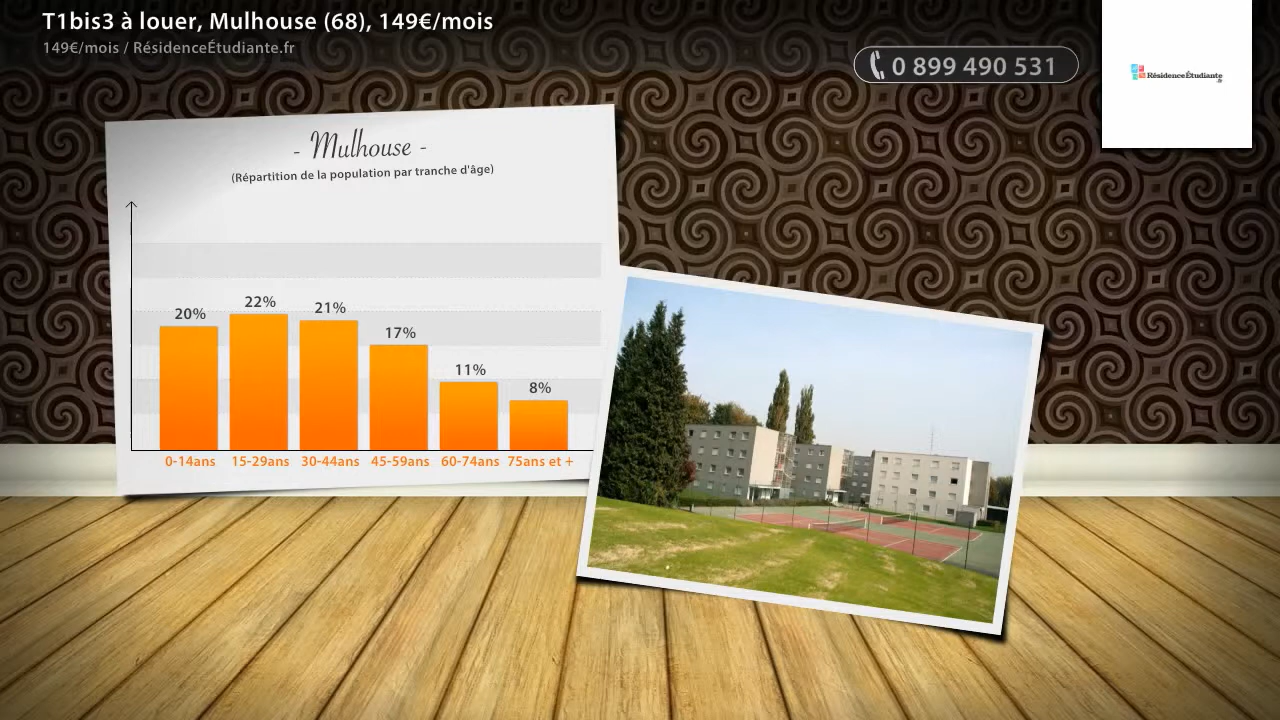 T1bis3 à louer, Mulhouse (68), 149€/mois
149€/mois / RésidenceÉtudiante.fr
0 899 490 531
RésidenceÉtudiante
.fr
- Mulhouse -
(Répartition de la population par tranche d'âge)
20%
22%
21%
17%
11%
8%
0-14ans
15-29ans
30-44ans
45-59ans
60-74ans
75ans et +